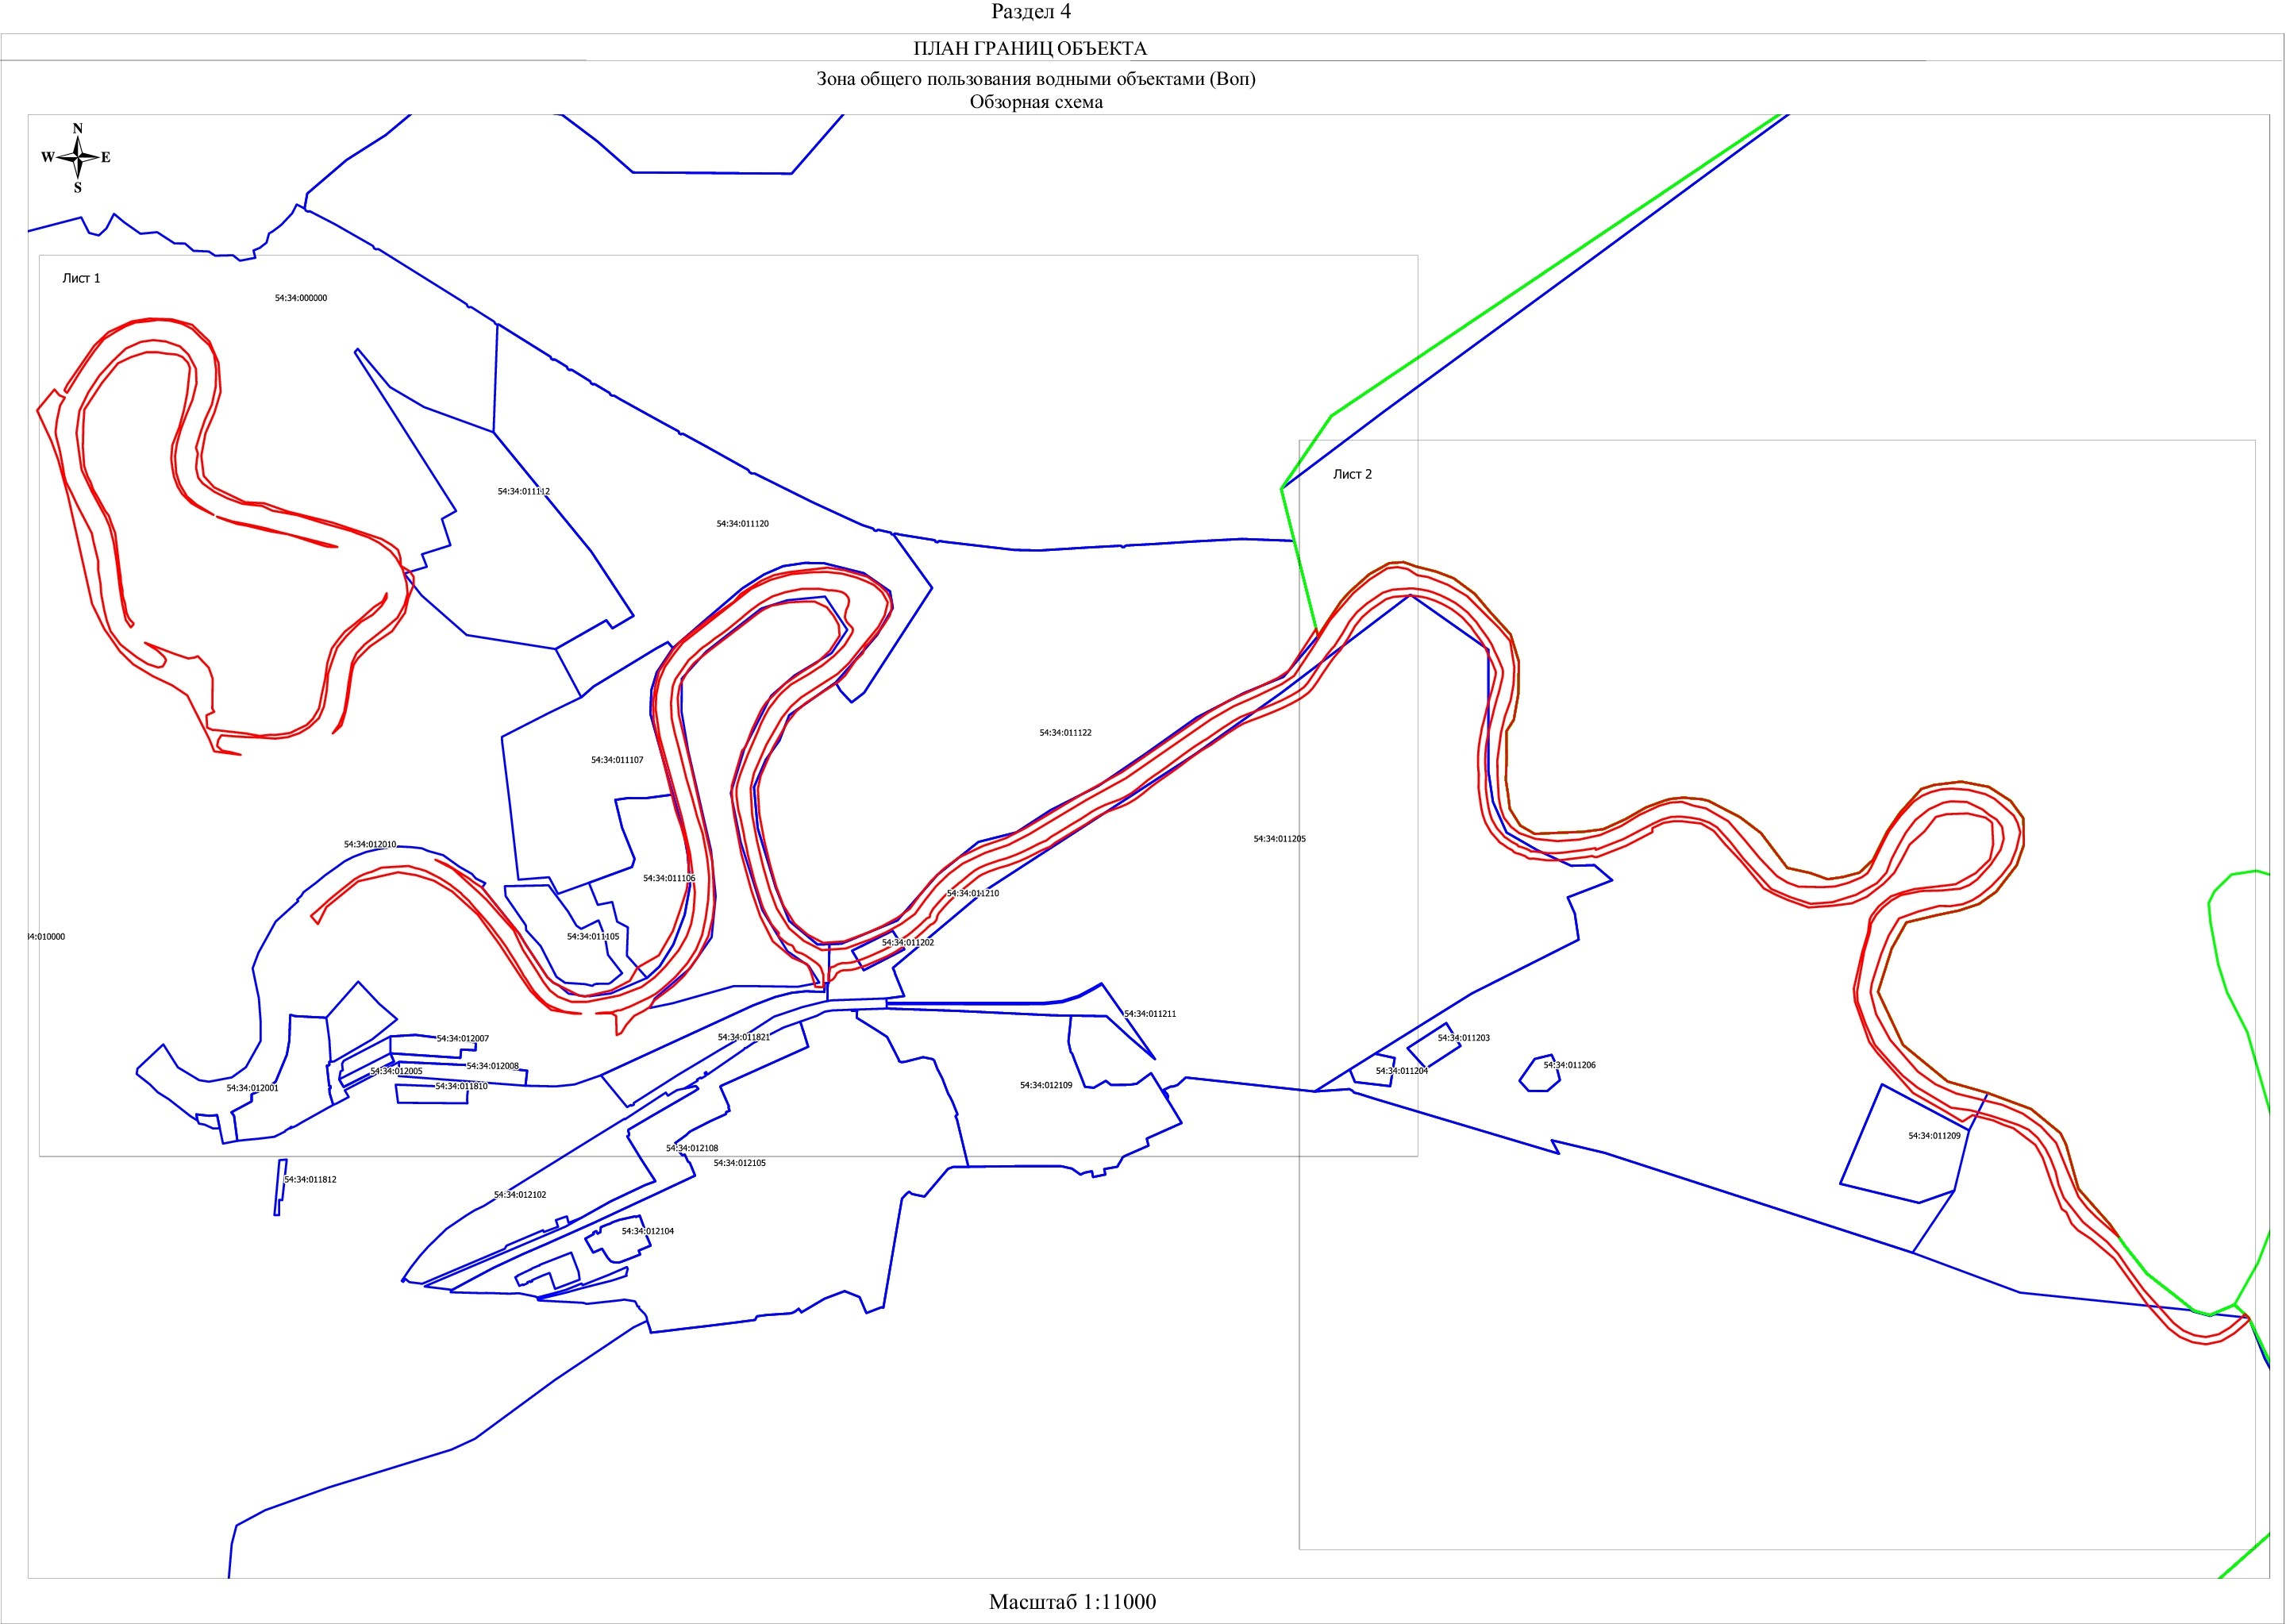 Раздел 4
ПЛАН ГРАНИЦ ОБЪЕКТА
Зона общего пользования водными объектами (Воп)
Обзорная схема
N
W E
S
Лист 1
54:34:000000
Лист 2
54:34:011112
54:34:011120
54:34:011122
54:34:011107
54:34:011205
54:34:012010
54:34:011106
54:34:011210
54:34:011105
54:34:011202
34:010000
54:34:011211
54:34:011821
54:34:012007
54:34:011203
54:34:012008
54:34:011206
54:34:012005
54:34:011204
54:34:012001
54:34:011810
54:34:012109
54:34:011209
54:34:012108
54:34:012105
54:34:011812
54:34:012102
54:34:012104
Масштаб 1:11000